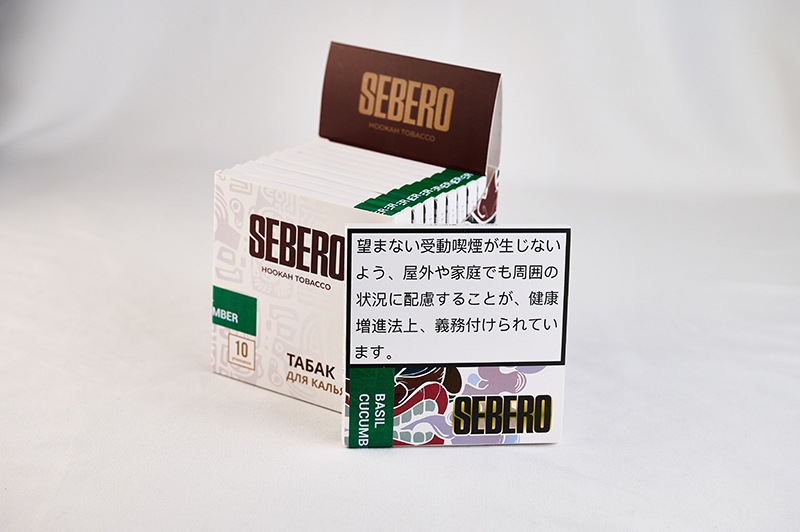 SEBERO
HOOKAH TOBACCO
SEBERO
HOOKAH TOBACCO
MBER
10
ТАБАК
ДЛЯ КАЛЬ
望まない受動喫煙が生じない
よう、屋外や家庭でも周囲の
状況に配慮することが、健康
増進法上、義務付けられてい
ます。
BASIL
CUCUMB
SEBERO